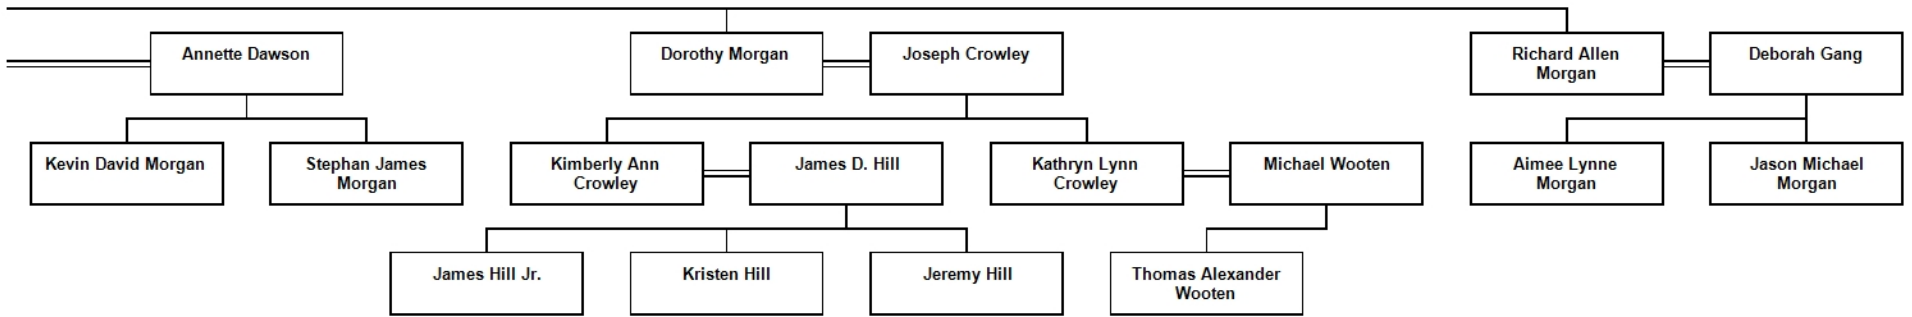 Annette Dawson
Dorothy Morgan
Joseph Crowley
Richard Allen
Morgan
Deborah Gang
Kevin David Morgan
Stephan James
Morgan
Kimberly Ann
Crowley
James D. Hill
Kathryn Lynn
Crowley
Michael Wooten
Aimee Lynne
Morgan
Jason Michael
Morgan
James Hill Jr.
Kristen Hill
Jeremy Hill
Thomas Alexander
Wooten